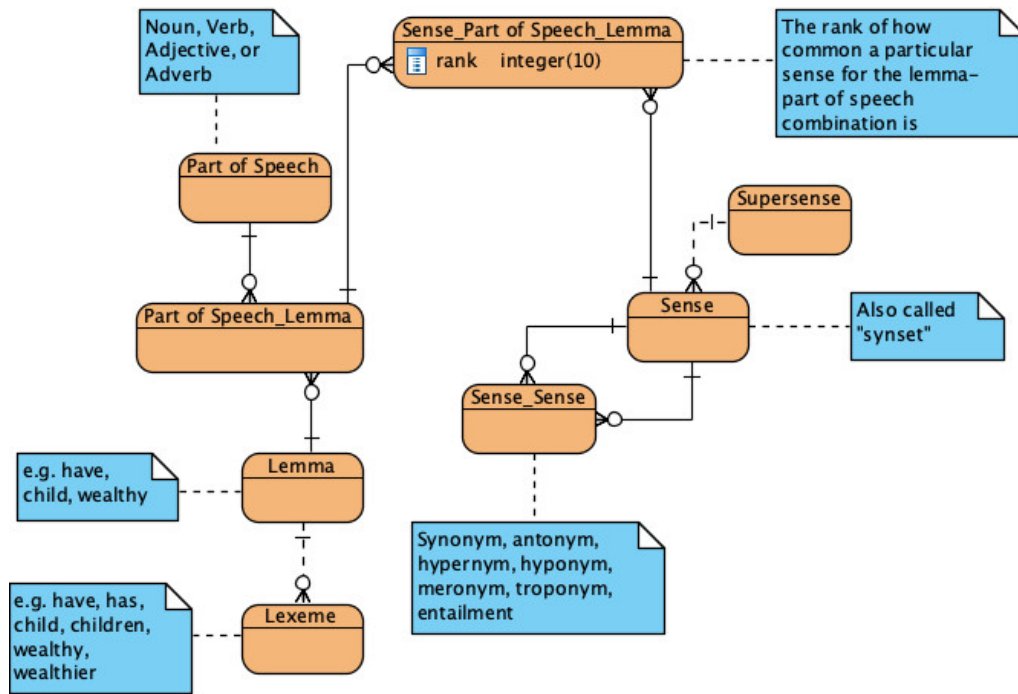 Noun, Verb,
Adjective, or
Adverb
Sense_Part of Speech_Lemma
rank integer(10)
The rank of how
common a particular
sense for the lemma-
part of speech
combination is
Part of Speech
Supersense
Part of Speech_Lemma
Sense
Also called
"synset"
Sense_Sense
e.g. have,
child, wealthy
Lemma
Synonym, antonym,
hypernym, hyponym,
meronym, troponym,
entailment
e.g. have, has,
child, children,
wealthy,
wealthier
Lexeme